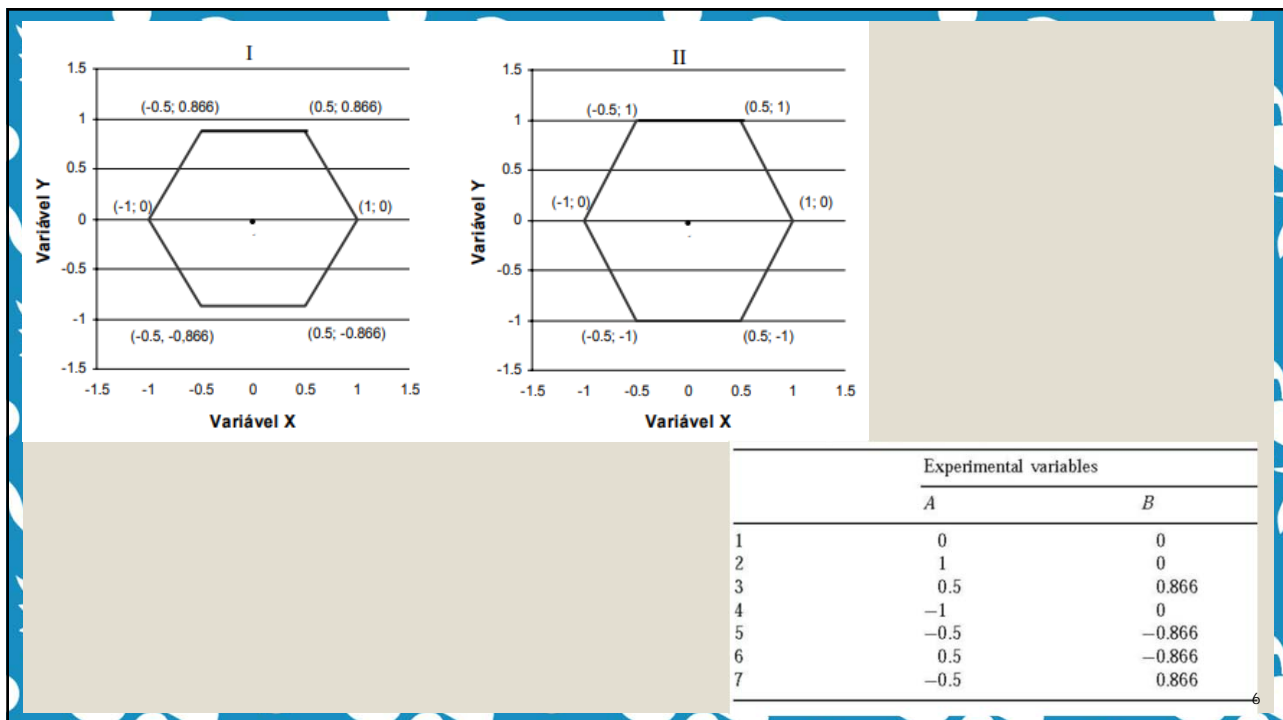 I
1.5
(-0.5; 0.866) (0.5; 0.866)
1
0.5
(-1; 0) (1; 0)
0
-0.5
-1
(-0.5, -0,866) (0.5; -0.866)
-1.5
-1.5 -1 -0.5 0 0.5 1 1.5
Variável X
Variável Y
II
1.5
(-0.5; 1) (0.5; 1)
1
0.5
(-1; 0) (1; 0)
0
-0.5
-1
(-0.5; -1) (0.5; -1)
-1.5
-1.5 -1 -0.5 0 0.5 1 1.5
Variável X
Variável Y
Experimental variables
A B
1 0 0
2 1 0
3 0.5 0.866
4 −1 0
5 −0.5 −0.866
6 0.5 −0.866
7 −0.5 0.866
6